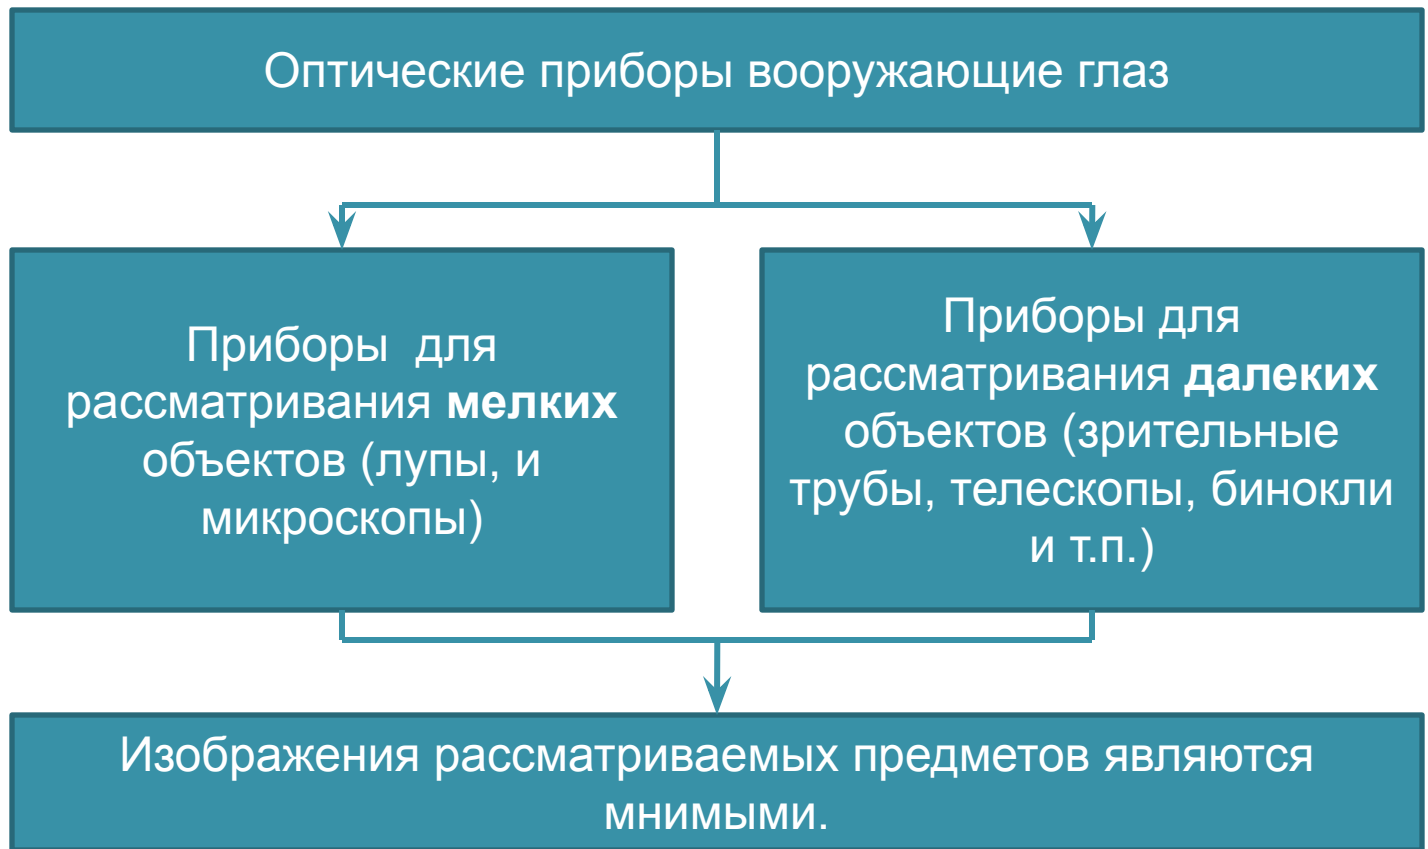 Оптические приборы вооружающие глаз
Приборы  для
рассматривания мелких
объектов (лупы, и
микроскопы)
Приборы для
рассматривания далеких
объектов (зрительные
трубы, телескопы, бинокли
и т.п.)
Изображения рассматриваемых предметов являются
мнимыми.